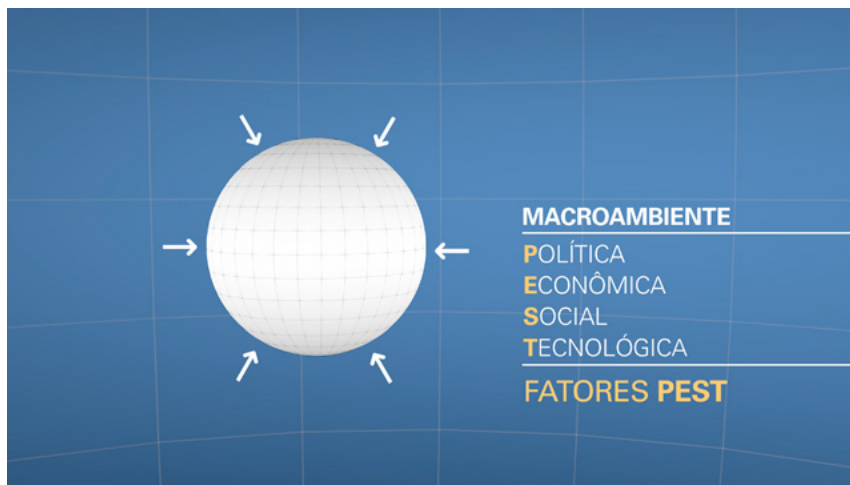 MACROAMBIENTE
POLÍTICA
ECONÔMICA
SOCIAL
TECNOLÓGICA
FATORES PEST